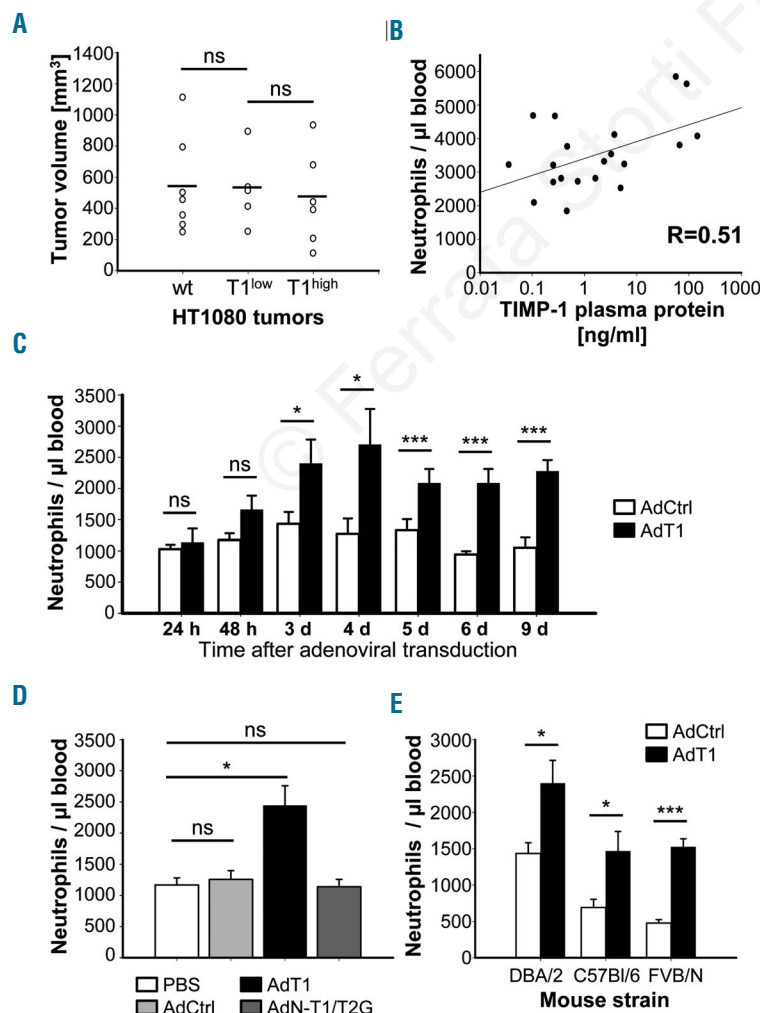 A
Tumor volume [mm³]
1400
1200
1000
800
600
400
200
0
ns
ns
wt
T1low
T1high
HT1080 tumors
B
Neutrophils / µl blood
6000
5000
4000
3000
2000
1000
0
R=0.51
0.01
0.1
1
10
100
1000
TIMP-1 plasma protein
[ng/ml]
C
Neutrophils / µl blood
3500
3000
2500
2000
1500
1000
500
0
ns
ns
*
*
***
***
***
AdCtrl
AdT1
24 h
48 h
3 d
4 d
5 d
6 d
9 d
Time after adenoviral transduction
D
Neutrophils / µl blood
3500
3000
2500
2000
1500
1000
500
0
ns
*
ns
PBS
AdT1
AdCtrl
AdN-T1/T2G
E
Neutrophils / µl blood
3000
2500
2000
1500
1000
500
0
AdCtrl
AdT1
*
*
***
DBA/2
C57Bl/6
FVB/N
Mouse strain
© Ferrata Storti F